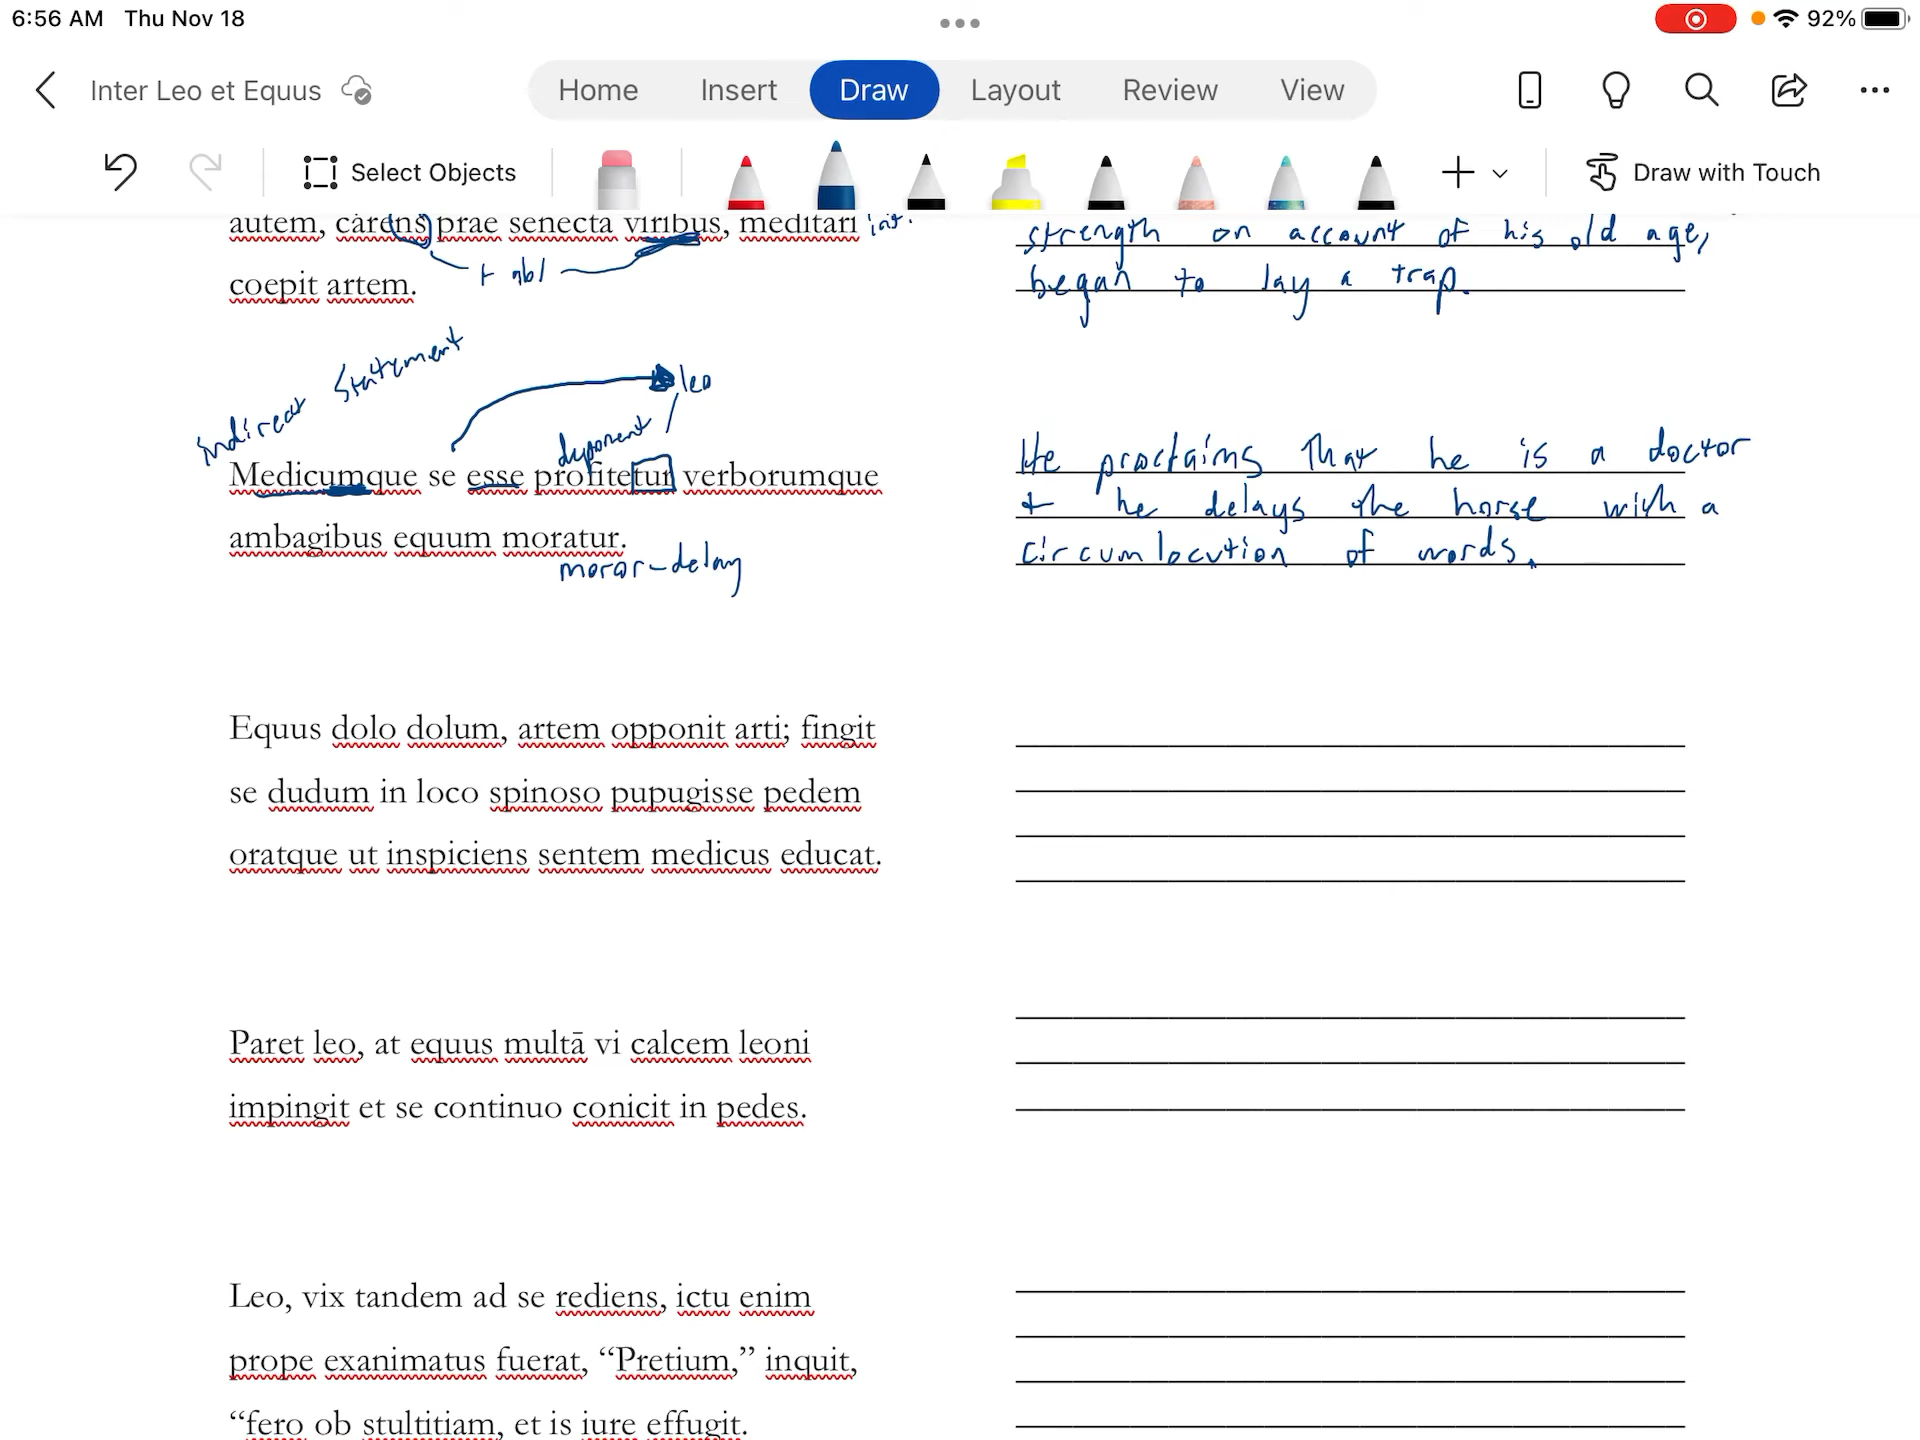 6:56 AM Thu Nov 18
92%
Inter Leo et Equus
Home Insert Draw Layout Review View
Select Objects
Draw with Touch
autem, carens prae senecta viribus, meditari inf.
+ abl
coepit artem.
strength on account of his old age,
began to lay a trap.
indirect statement
leo
deponent
Medicumque se esse profitetur verborumque
ambagibus equum moratur.
moror-delay
He proclaims that he is a doctor
+ he delays the horse with a
circumlocution of words.
Equus dolo dolum, artem opponit arti; fingit
se dudum in loco spinoso pupugisse pedem
oratque ut inspiciens sentem medicus educat.
Paret leo, at equus multā vi calcem leoni
impingit et se continuo conicit in pedes.
Leo, vix tandem ad se rediens, ictu enim
prope exanimatus fuerat, “Pretium,” inquit,
“fero ob stultitiam, et is iure effugit.